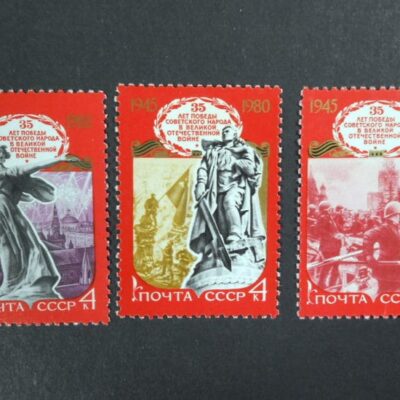 1980
35
ЛЕТ ПОБЕДЫ
СОВЕТСКОГО НАРОДА
В ВЕЛИКОЙ
ОТЕЧЕСТВЕННОЙ
ВОЙНЕ
ПОЧТА СССР 4 К
1945 1980
35
ЛЕТ ПОБЕДЫ
СОВЕТСКОГО НАРОДА
В ВЕЛИКОЙ
ОТЕЧЕСТВЕННОЙ
ВОЙНЕ
ПОЧТА СССР 4 К
1945
35
ЛЕТ ПОБЕДЫ
СОВЕТСКОГО НАРОДА
В ВЕЛИКОЙ
ОТЕЧЕСТВЕННОЙ
ВОЙНЕ
ПОЧТА СССР